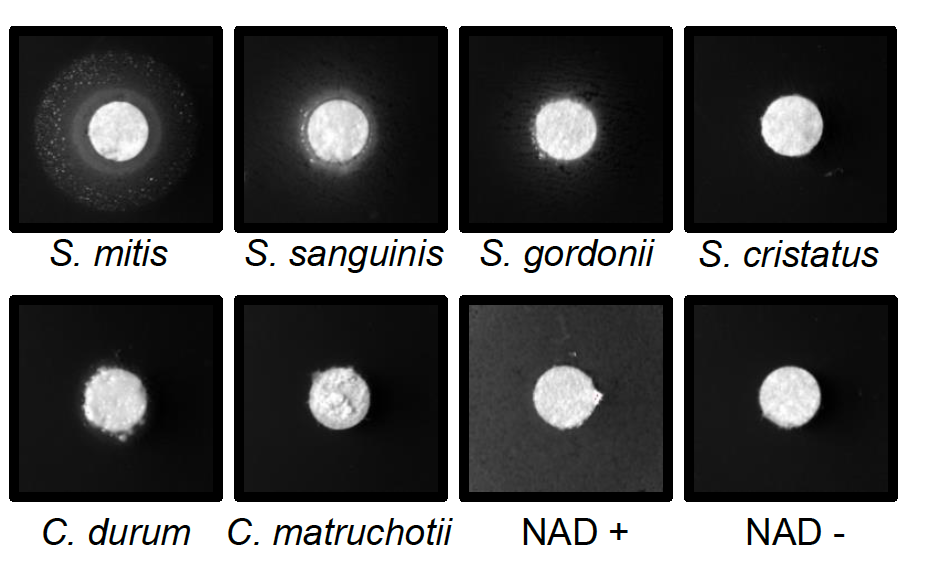 S. mitis S. sanguinis S. gordonii S. cristatus
C. durum C. matruchotii NAD + NAD -